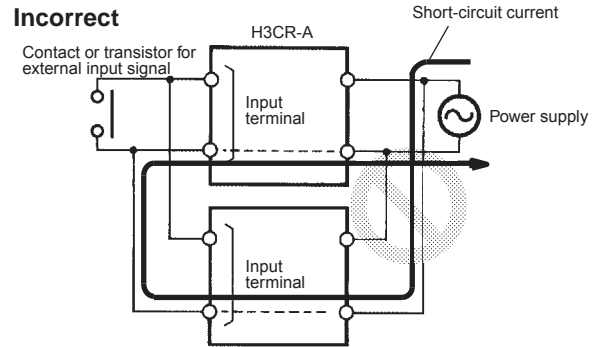 Incorrect
Short-circuit current
H3CR-A
Contact or transistor for
external input signal
Input
terminal
Power supply
Input
terminal